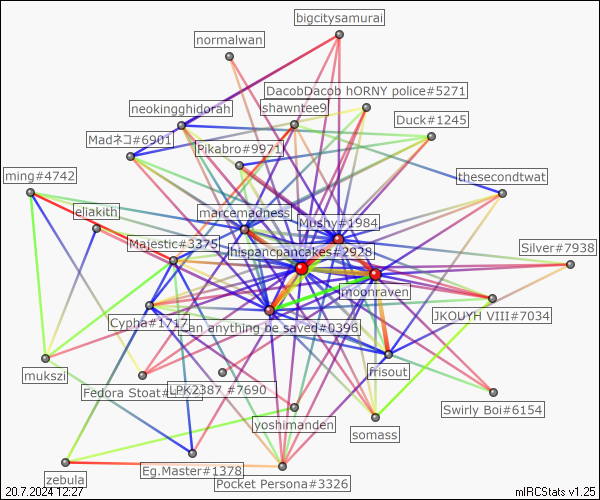 bigcitysamurai
normalwan
DacobDacob hORNY police#5271
neokingghidorah
shawntee9
Duck#1245
Madネコ#6901
Pikabro#9971
ming#4742
thesecondtwat
eliakith
marcemadness
Mushy#1984
Majestic#3375
hispancpancakes#2928
Silver#7938
moonraven
Cypha#1712
an anything be saved#0396
JKOUYH VIII#7034
mukszi
Fedora Stoat#4
LPK2387 #7690
frisout
Swirly Boi#6154
yoshimanden
somass
zebula
Eg.Master#1378
Pocket Persona#3326
20.7.2024 12:27
mIRCStats v1.25